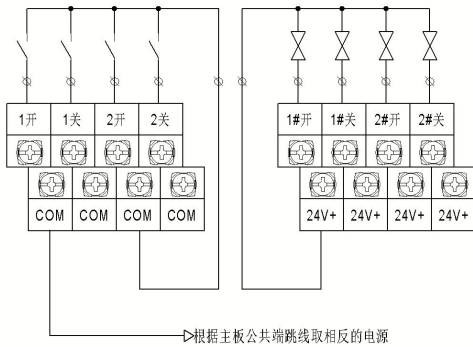 1开 1关 2开 2关
1#开 1#关 2#开 2#关
COM COM COM COM
24V+ 24V+ 24V+ 24V+
根据主板公共端跳线取相反的电源